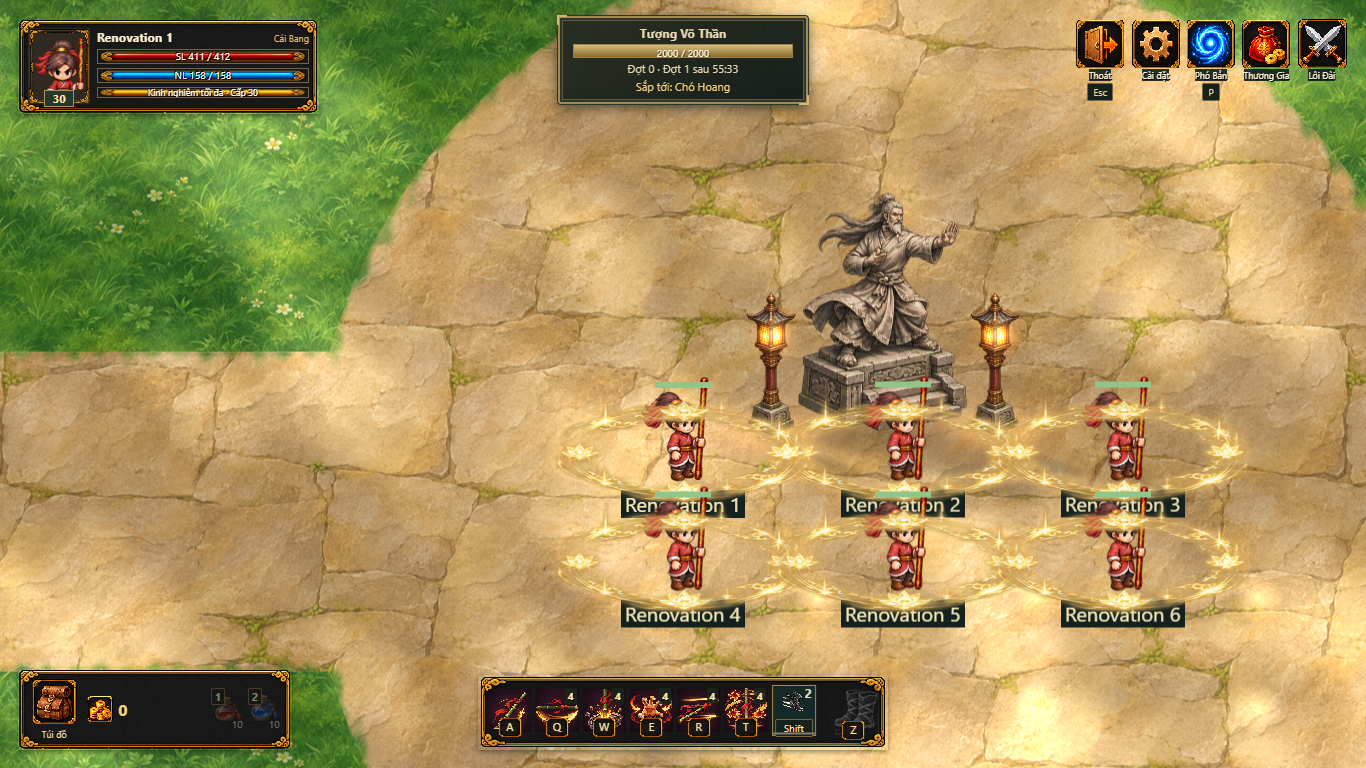 Renovation 1
Cái Bang
SL 411 / 412
NL 158 / 158
Kinh nghiệm tối đa - Cấp 30
30
Tượng Võ Thần
2000 / 2000
Đợt 0 · Đợt 1 sau 55:33
Sắp tới: Chó Hoang
Thoát
Cài đặt
Phó Bản
Thương Gia
Lôi Đài
Esc
P
Renovation 1
Renovation 2
Renovation 3
Renovation 4
Renovation 5
Renovation 6
Túi đồ
0
1
10
2
10
A
4
Q
4
W
4
E
4
R
4
T
2
Shift
Z